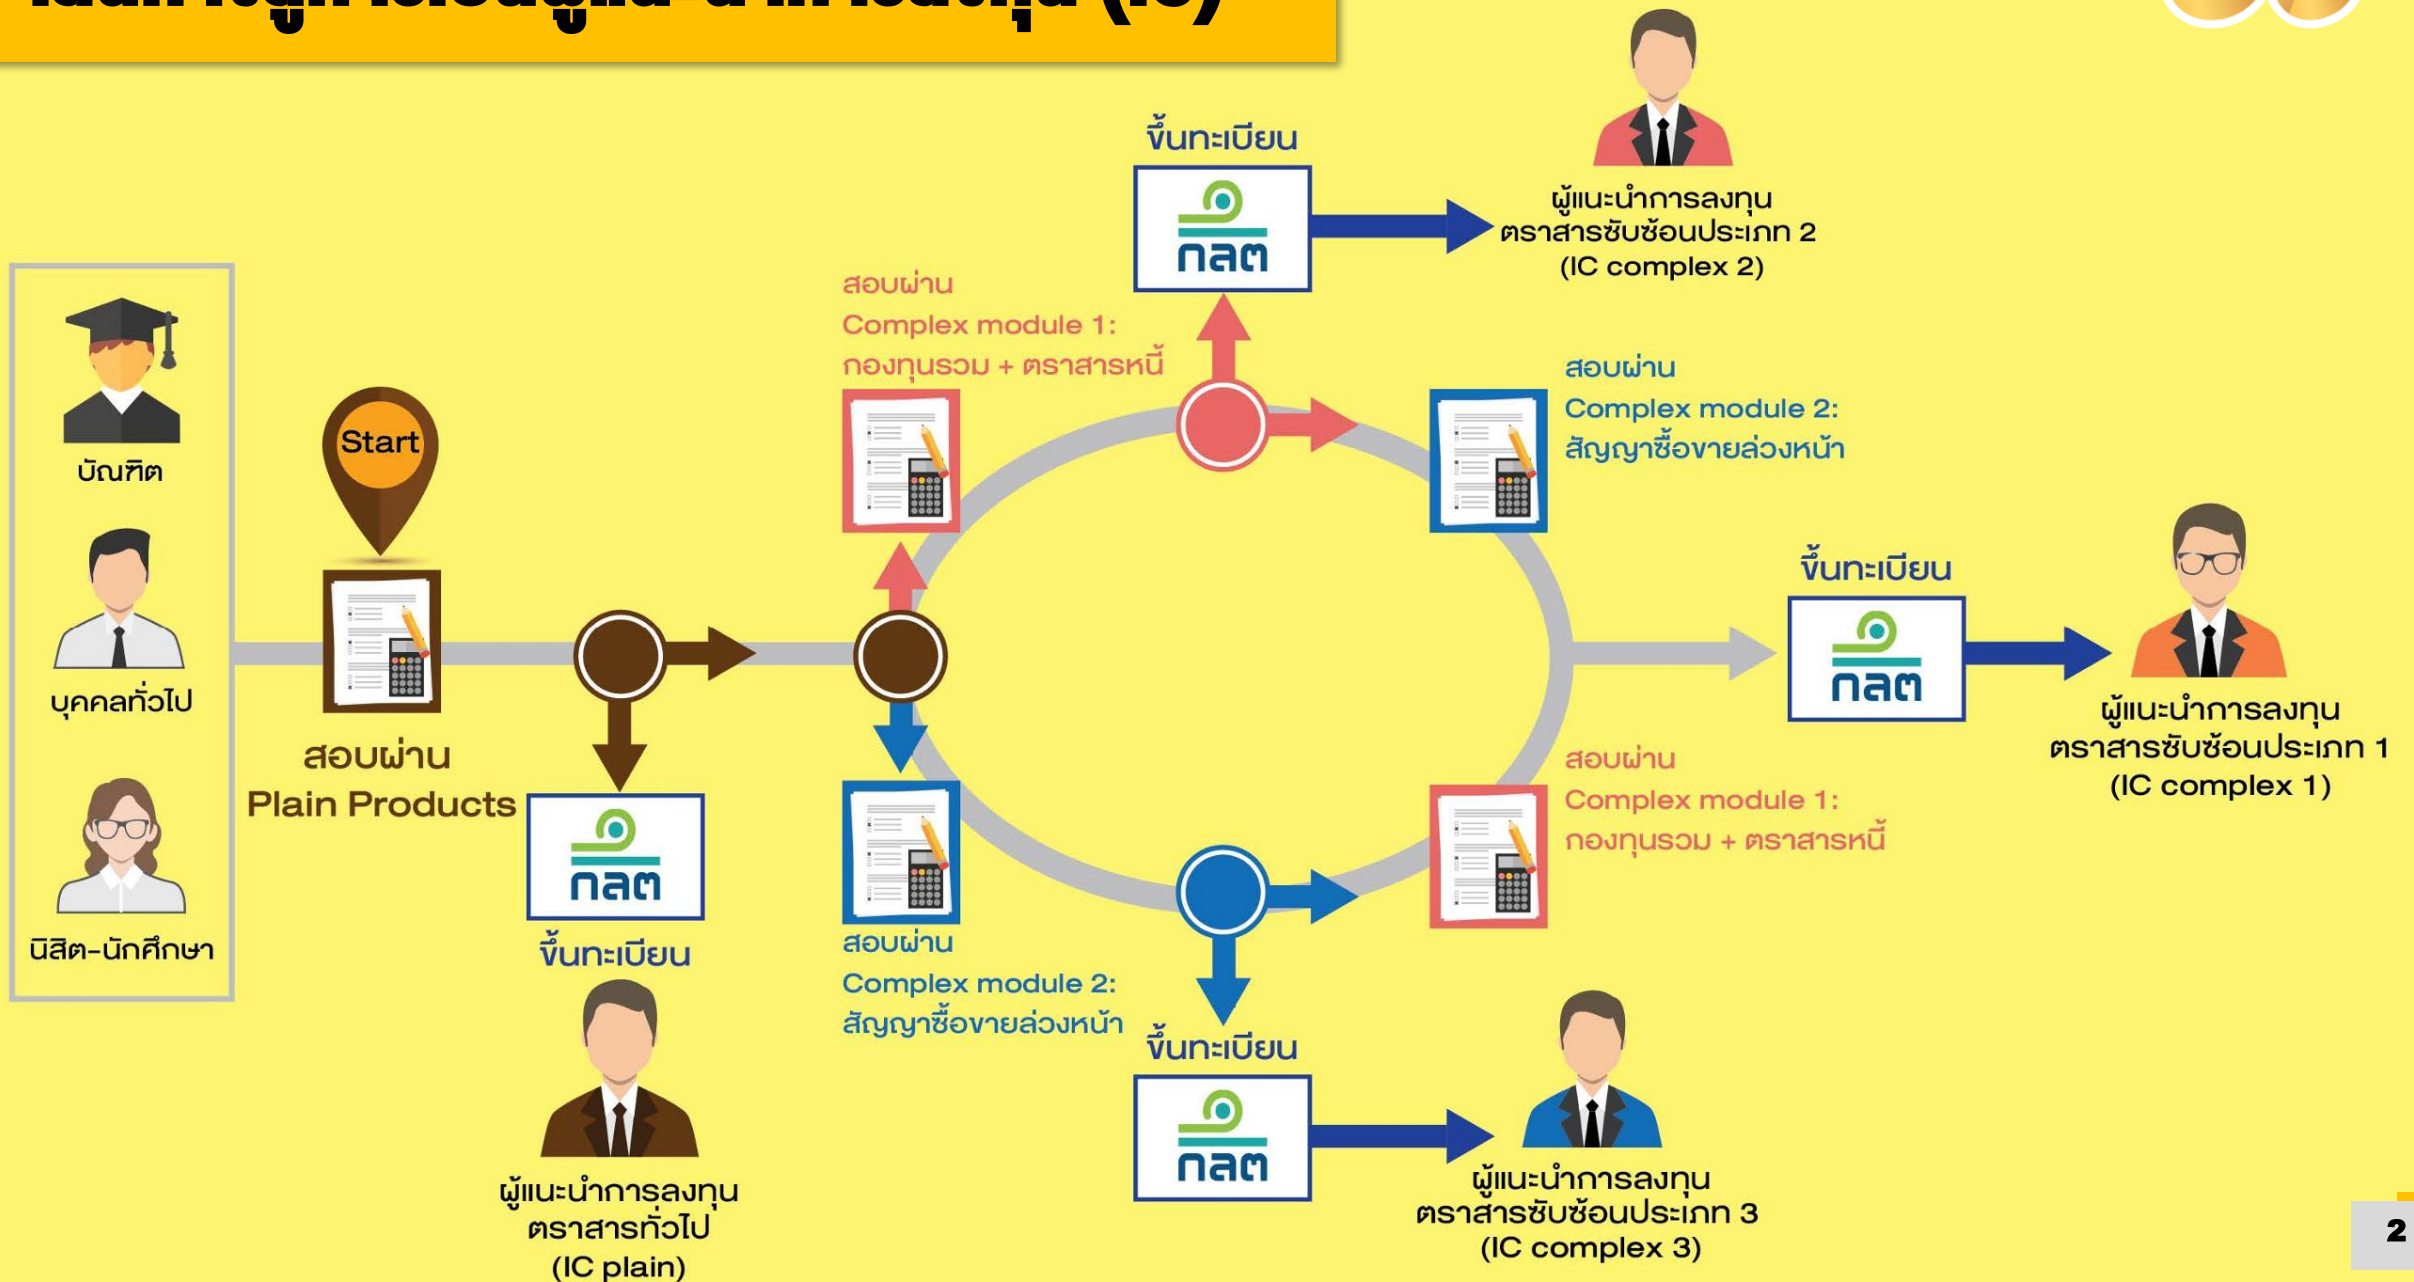 (IC)
ขึ้นทะเบียน
กลต
ผู้แนะนำการลงทุน
ตราสารซับซ้อนประเภท 2
(IC complex 2)
สอบผ่าน
Complex module 1:
กองทุนรวม + ตราสารหนี้
สอบผ่าน
Complex module 2:
สัญญาซื้อขายล่วงหน้า
บัณฑิต
Start
บุคคลทั่วไป
นิสิต-นักศึกษา
สอบผ่าน
Plain Products
กลต
ขึ้นทะเบียน
ผู้แนะนำการลงทุน
ตราสารทั่วไป
(IC plain)
ขึ้นทะเบียน
กลต
ผู้แนะนำการลงทุน
ตราสารซับซ้อนประเภท 1
(IC complex 1)
สอบผ่าน
Complex module 1:
กองทุนรวม + ตราสารหนี้
สอบผ่าน
Complex module 2:
สัญญาซื้อขายล่วงหน้า
ขึ้นทะเบียน
กลต
ผู้แนะนำการลงทุน
ตราสารซับซ้อนประเภท 3
(IC complex 3)
2